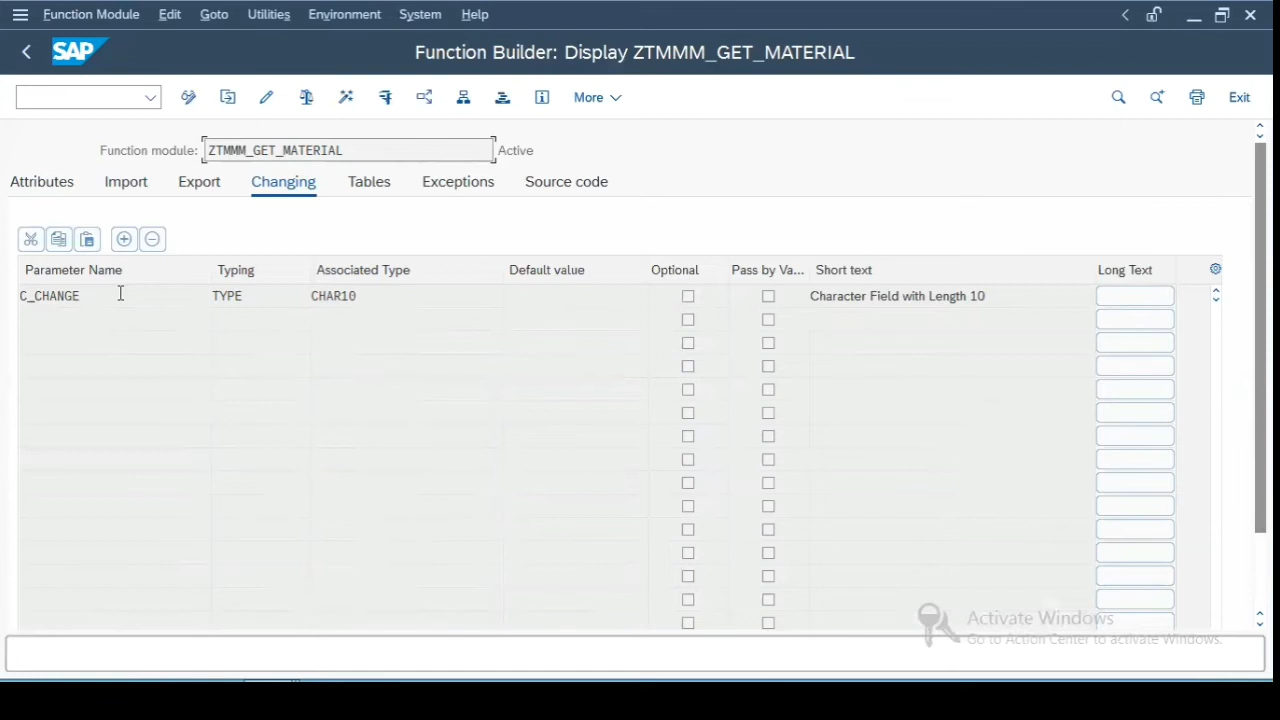 Function Module Edit Goto Utilities Environment System Help
SAP Function Builder: Display ZTMMM_GET_MATERIAL
More Exit
Function module: ZTMMM_GET_MATERIAL Active
Attributes Import Export Changing Tables Exceptions Source code
Parameter Name Typing Associated Type Default value Optional Pass by Va... Short text Long Text
C_CHANGE TYPE CHAR10 Character Field with Length 10
Activate Windows
Go to Action Center to activate Windows.